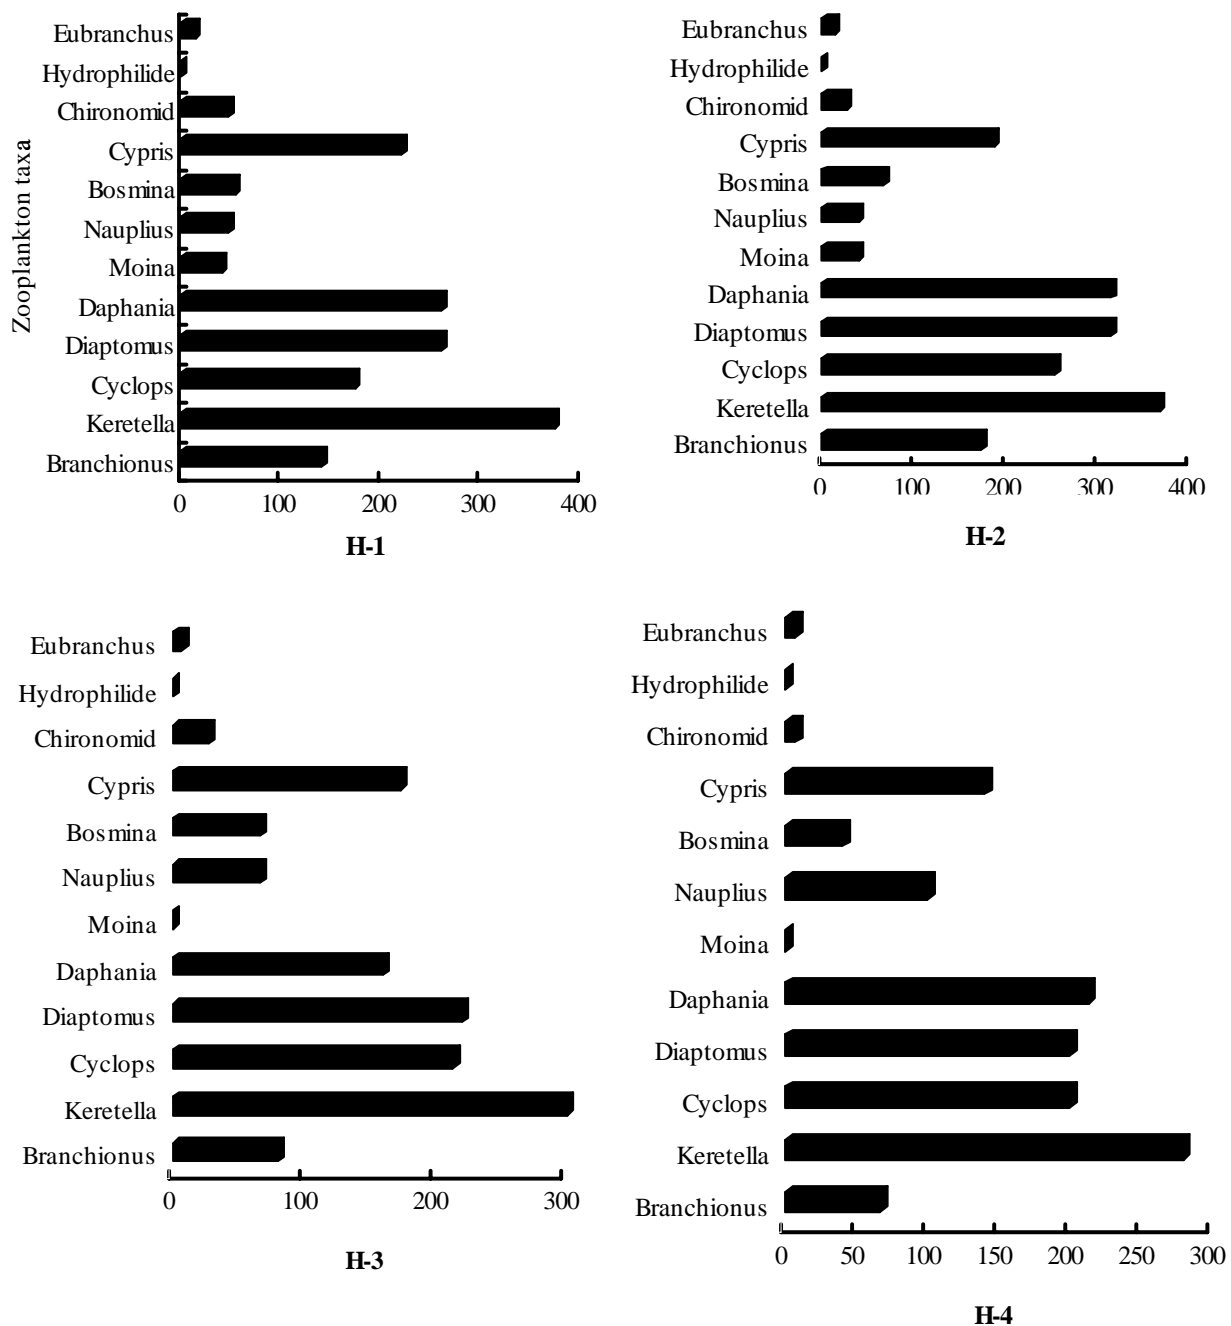 Zooplankton taxa
Eubranchus
Hydrophilide
Chironomid
Cypris
Bosmina
Nauplius
Moina
Daphania
Diaptomus
Cyclops
Keretella
Branchionus
0 100 200 300 400
H-1
Eubranchus
Hydrophilide
Chironomid
Cypris
Bosmina
Nauplius
Moina
Daphania
Diaptomus
Cyclops
Keretella
Branchionus
0 100 200 300 400
H-2
Eubranchus
Hydrophilide
Chironomid
Cypris
Bosmina
Nauplius
Moina
Daphania
Diaptomus
Cyclops
Keretella
Branchionus
0 100 200 300
H-3
Eubranchus
Hydrophilide
Chironomid
Cypris
Bosmina
Nauplius
Moina
Daphania
Diaptomus
Cyclops
Keretella
Branchionus
0 50 100 150 200 250 300
H-4